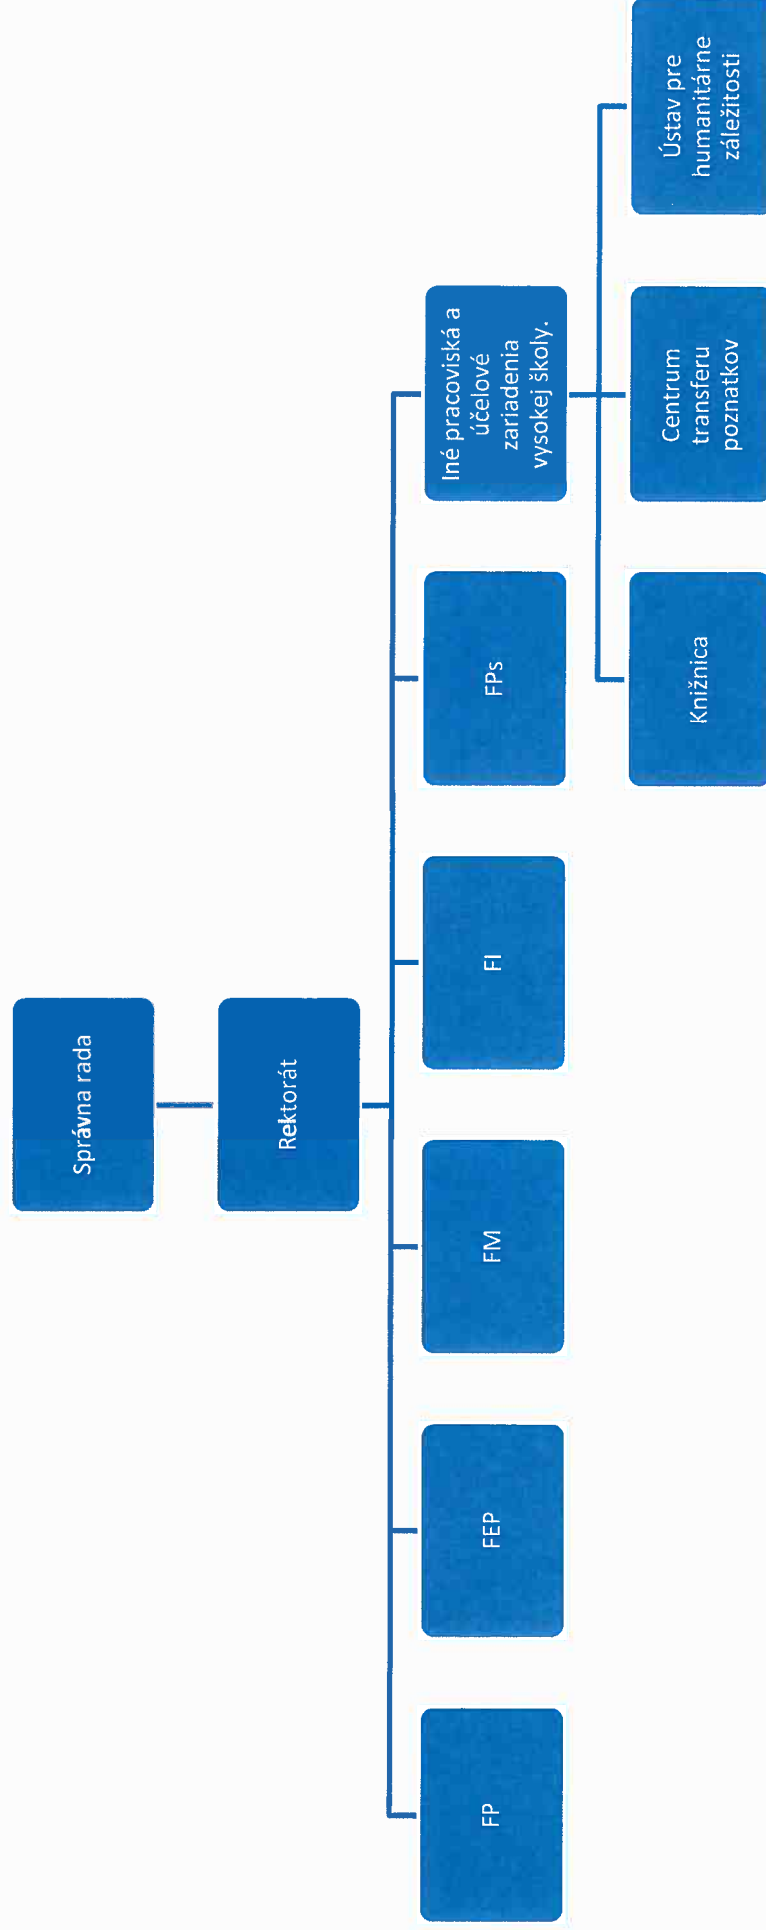 Správna rada
Rektorát
FP
FEP
FM
FI
FPs
Iné pracoviská a
účelové
zariadenia
vysokej školy.
Knižnica
Centrum
transferu
poznatkov
Ústav pre
humanitárne
záležitosti